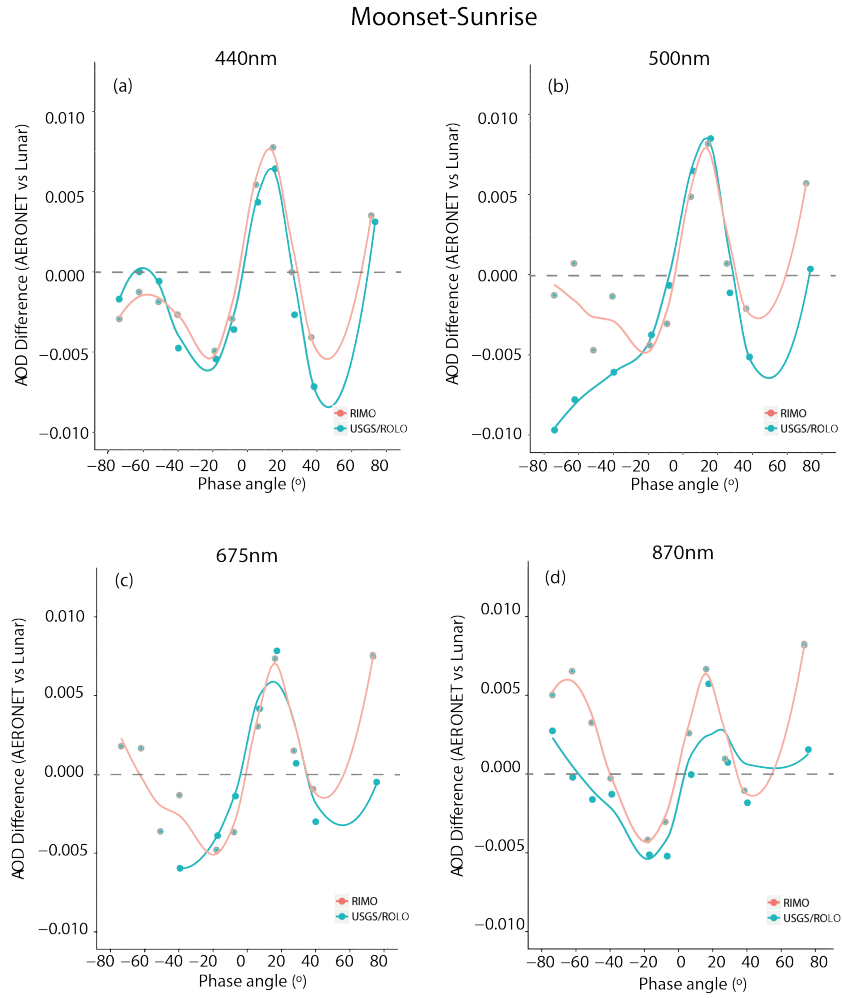 Moonset-Sunrise
440nm
(a)
AOD Difference (AERONET vs Lunar)
0.010
0.005
0.000
−0.005
−0.010
RIMO
USGS/ROLO
−80 −60 −40 −20 0 20 40 60 80
Phase angle (º)
500nm
(b)
AOD Difference (AERONET vs Lunar)
0.010
0.005
0.000
−0.005
−0.010
RIMO
USGS/ROLO
−80 −60 −40 −20 0 20 40 60 80
Phase angle (º)
675nm
(c)
AOD Difference (AERONET vs Lunar)
0.010
0.005
0.000
−0.005
−0.010
RIMO
USGS/ROLO
−80 −60 −40 −20 0 20 40 60 80
Phase angle (º)
870nm
(d)
AOD Difference (AERONET vs Lunar)
0.010
0.005
0.000
−0.005
−0.010
RIMO
USGS/ROLO
−80 −60 −40 −20 0 20 40 60 80
Phase angle (º)